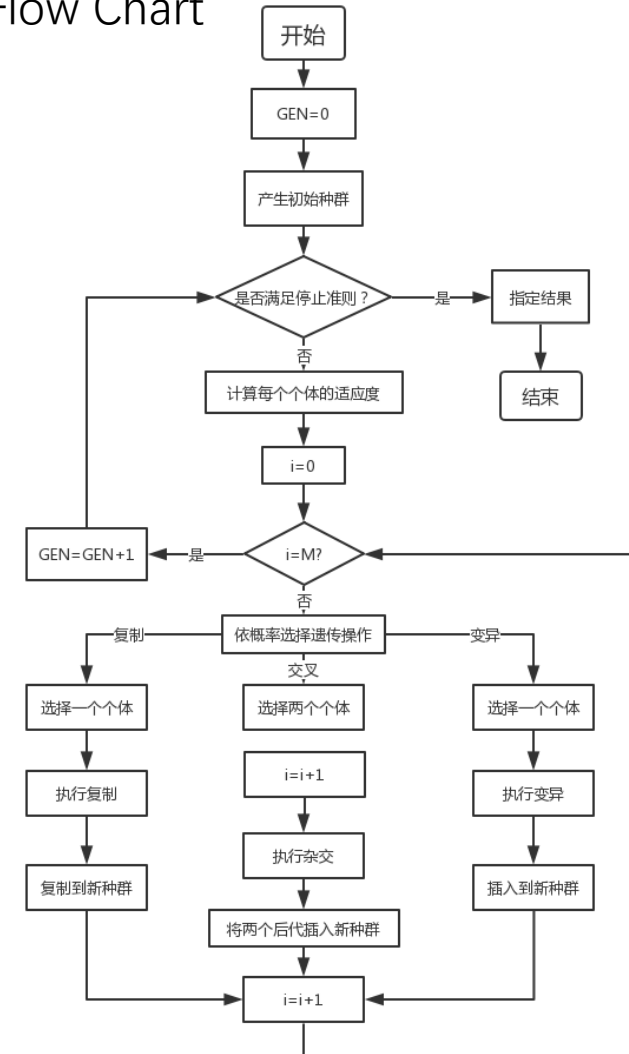 Flow Chart
开始
GEN=0
产生初始种群
是否满足停止准则？
是
指定结果
否
结束
计算每个个体的适应度
i=0
GEN=GEN+1
是
i=M?
否
复制
依概率选择遗传操作
变异
交叉
选择一个个体
选择两个个体
选择一个个体
i=i+1
执行复制
执行变异
执行杂交
复制到新种群
插入到新种群
将两个后代插入新种群
i=i+1